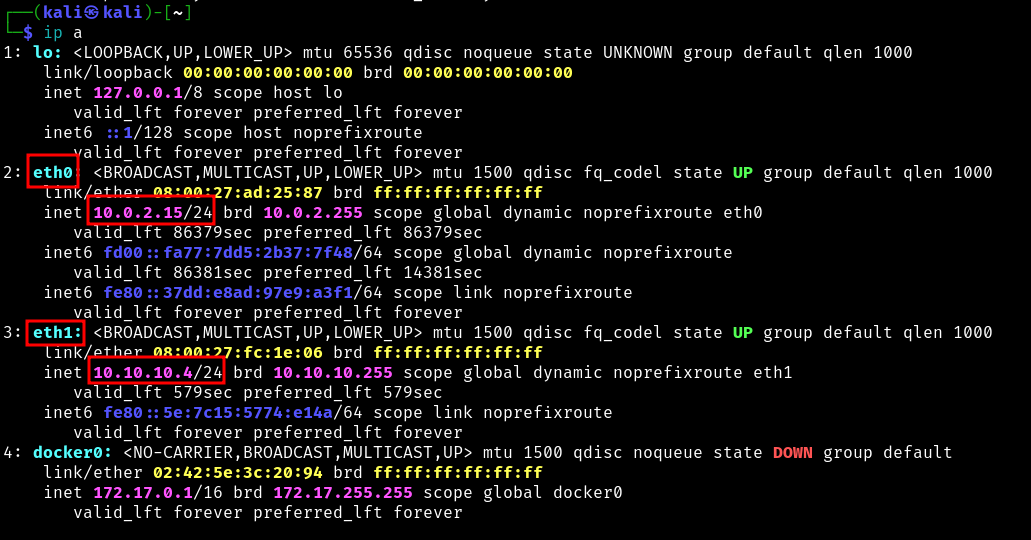 ┌──(kali㉿kali)-[~]
└─$ ip a
1: lo: <LOOPBACK,UP,LOWER_UP> mtu 65536 qdisc noqueue state UNKNOWN group default qlen 1000
    link/loopback 00:00:00:00:00:00 brd 00:00:00:00:00:00
    inet 127.0.0.1/8 scope host lo
       valid_lft forever preferred_lft forever
    inet6 ::1/128 scope host noprefixroute
       valid_lft forever preferred_lft forever
2: eth0: <BROADCAST,MULTICAST,UP,LOWER_UP> mtu 1500 qdisc fq_codel state UP group default qlen 1000
    link/ether 08:00:27:ad:25:87 brd ff:ff:ff:ff:ff:ff
    inet 10.0.2.15/24 brd 10.0.2.255 scope global dynamic noprefixroute eth0
       valid_lft 86379sec preferred_lft 86379sec
    inet6 fd00::fa77:7dd5:2b37:7f48/64 scope global dynamic noprefixroute
       valid_lft 86381sec preferred_lft 14381sec
    inet6 fe80::37dd:e8ad:97e9:a3f1/64 scope link noprefixroute
       valid_lft forever preferred_lft forever
3: eth1: <BROADCAST,MULTICAST,UP,LOWER_UP> mtu 1500 qdisc fq_codel state UP group default qlen 1000
    link/ether 08:00:27:fc:1e:06 brd ff:ff:ff:ff:ff:ff
    inet 10.10.10.4/24 brd 10.10.10.255 scope global dynamic noprefixroute eth1
       valid_lft 579sec preferred_lft 579sec
    inet6 fe80::5e:7c15:5774:e14a/64 scope link noprefixroute
       valid_lft forever preferred_lft forever
4: docker0: <NO-CARRIER,BROADCAST,MULTICAST,UP> mtu 1500 qdisc noqueue state DOWN group default
    link/ether 02:42:5e:3c:20:94 brd ff:ff:ff:ff:ff:ff
    inet 172.17.0.1/16 brd 172.17.255.255 scope global docker0
       valid_lft forever preferred_lft forever